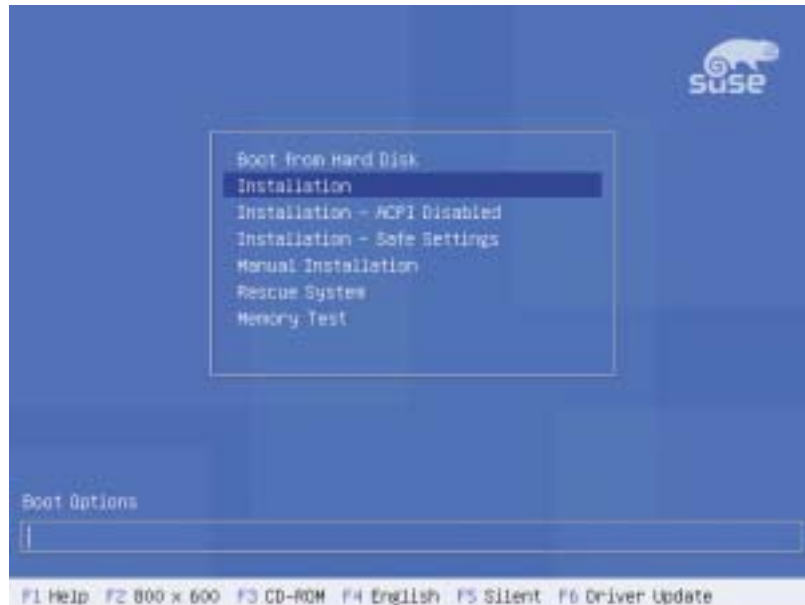 suse
Boot from Hard Disk
Installation
Installation - ACPI Disabled
Installation - Safe Settings
Manual Installation
Rescue System
Memory Test
Boot Options
F1 Help F2 800 x 600 F3 CD-ROM F4 English F5 Silent F6 Driver Update